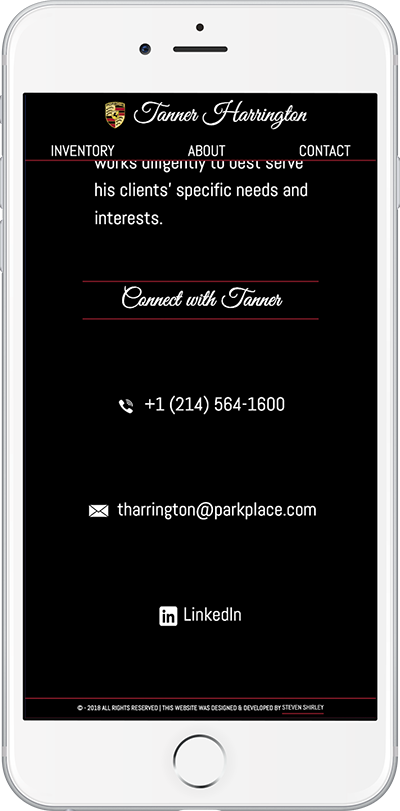 Tanner Harrington
INVENTORY ABOUT CONTACT
works diligently to best serve
his clients' specific needs and
interests.
Connect with Tanner
+1 (214) 564-1600
tharrington@parkplace.com
in LinkedIn
© - 2018 ALL RIGHTS RESERVED | THIS WEBSITE WAS DESIGNED & DEVELOPED BY STEVEN SHIRLEY